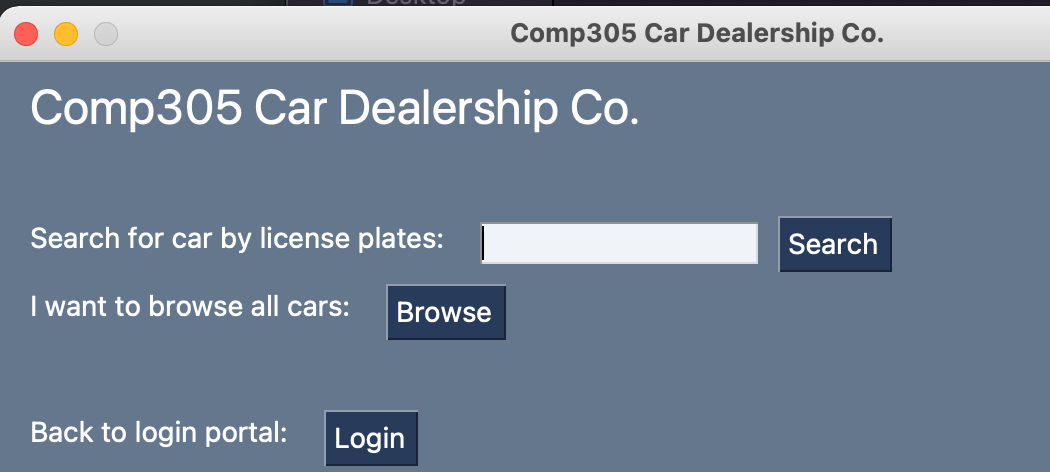 Desktop
Comp305 Car Dealership Co.
Comp305 Car Dealership Co.
Search for car by license plates: Search
I want to browse all cars: Browse
Back to login portal: Login